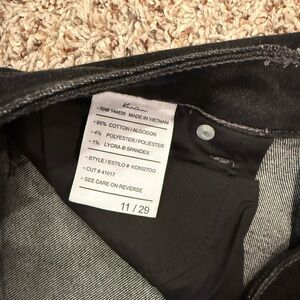 • RN# 144635 MADE IN VIETNAM
• 95% COTTON / ALGODON
• 4% POLYESTER / POLIESTER
• 1% LYCRA ® SPANDEX
• STYLE / ESTILO # KC6327DG
• CUT # 41017
• SEE CARE ON REVERSE
11 / 29